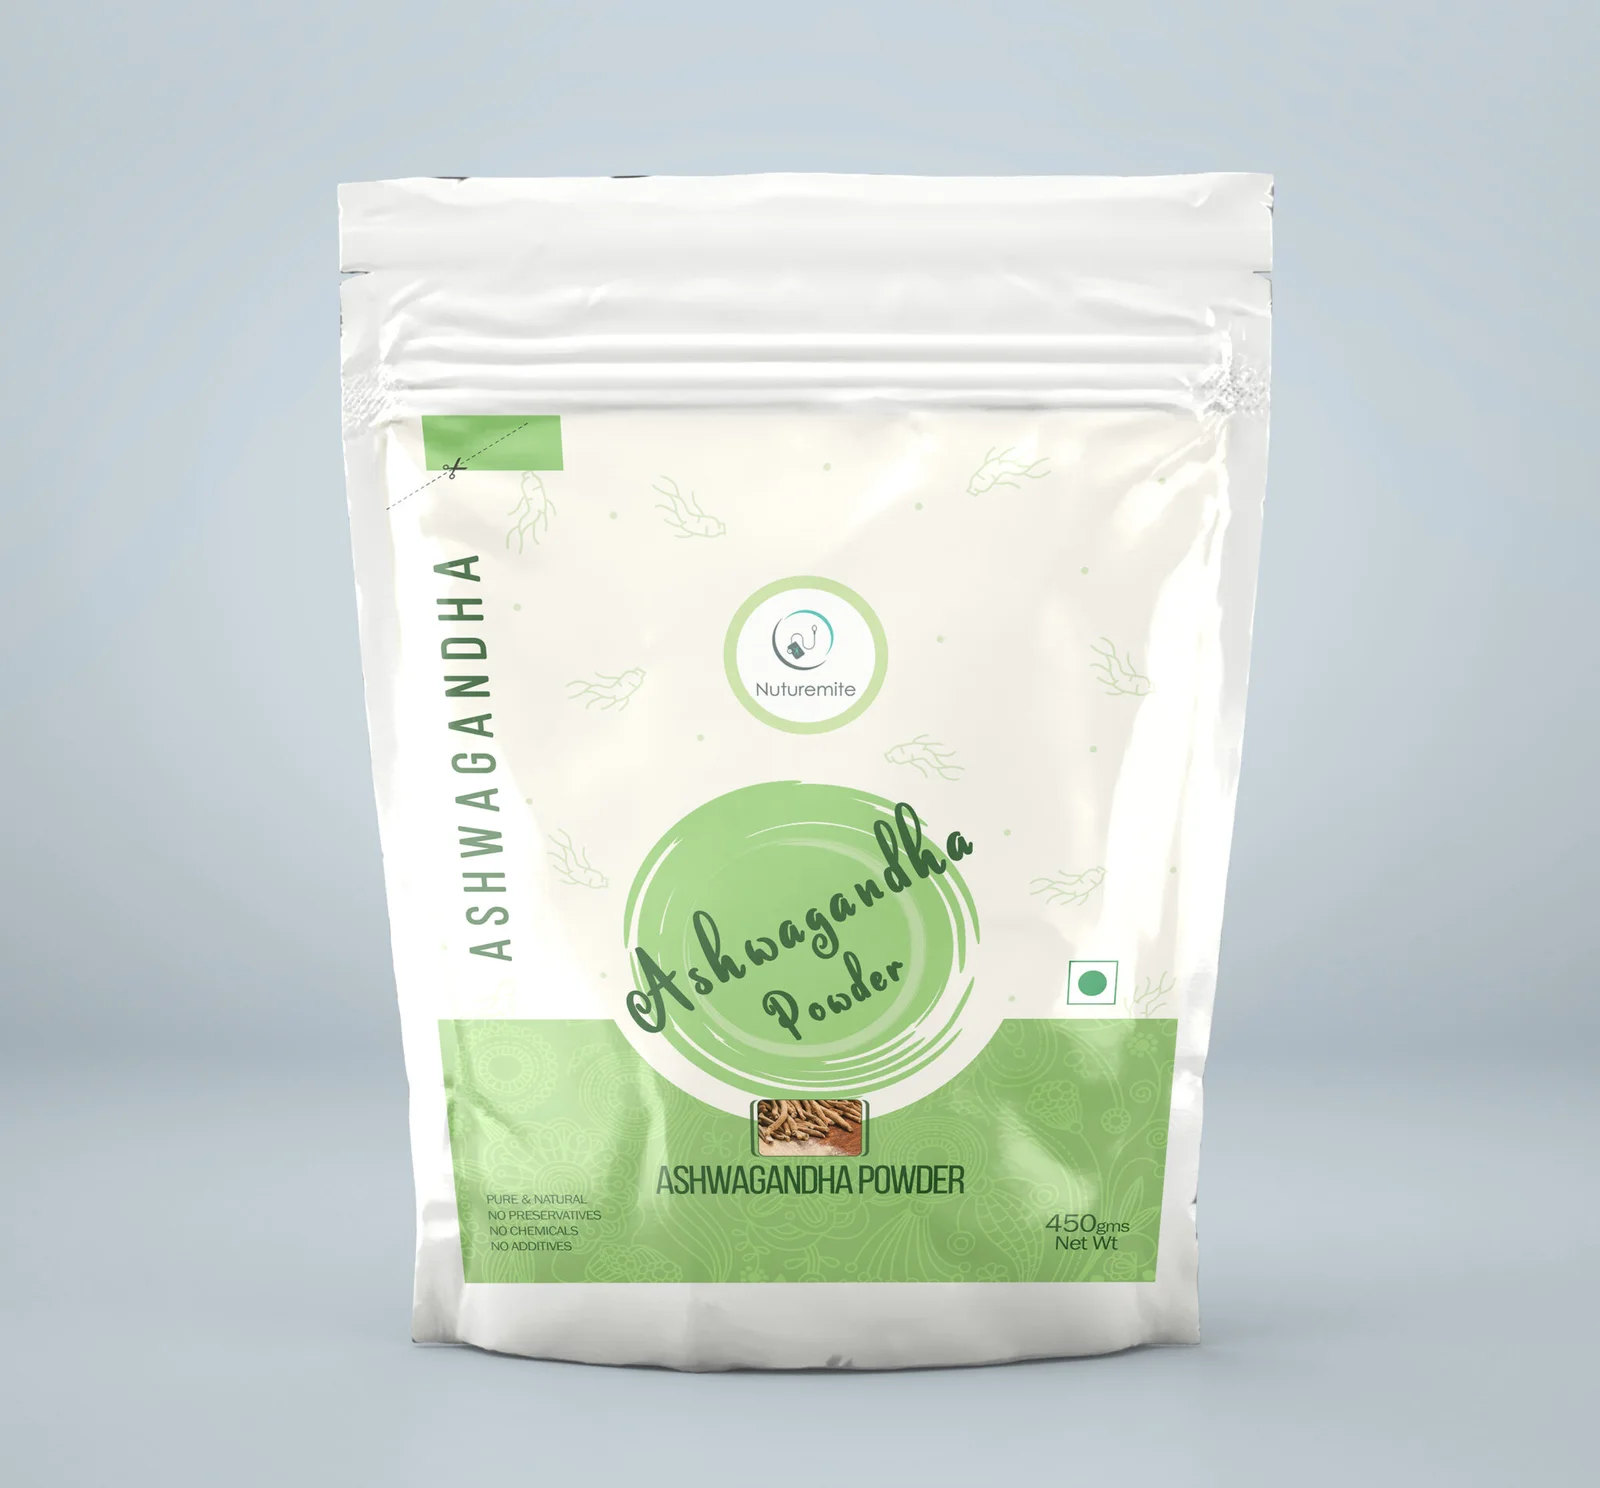 ASHWAGANDHA
Nuturemite
Ashwagandha
Powder
ASHWAGANDHA POWDER
PURE & NATURAL
NO PRESERVATIVES
NO CHEMICALS
NO ADDITIVES
450gms
Net Wt